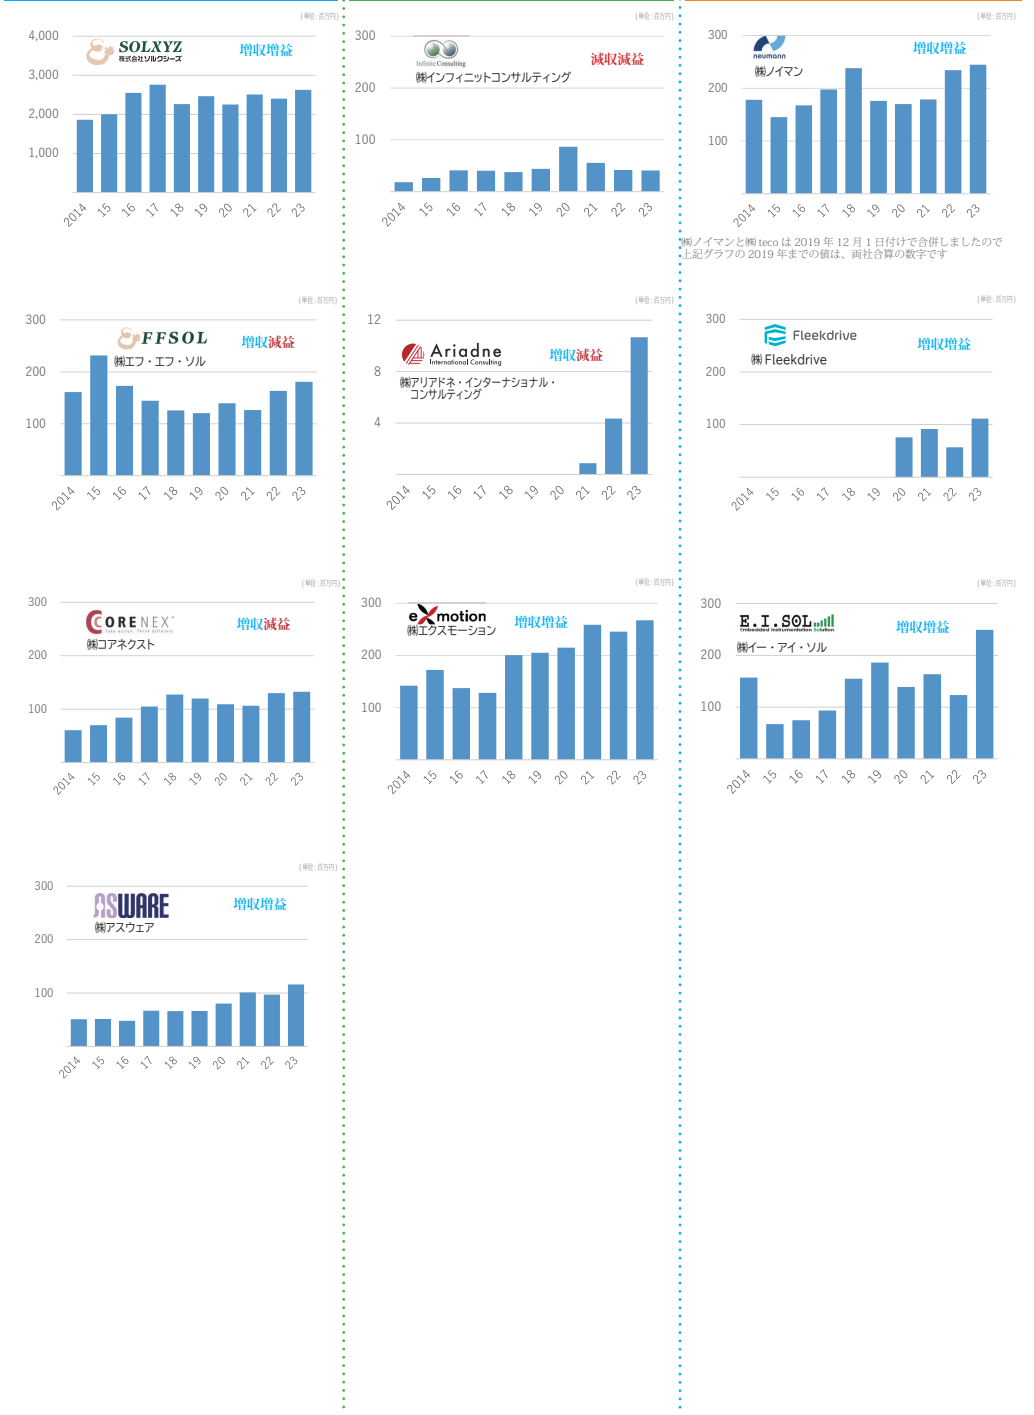 (単位:百万円)
4,000
3,000
2,000
1,000
SOLXYZ
株式会社ソルクシーズ
増収増益
2014 15 16 17 18 19 20 21 22 23
(単位:百万円)
300
200
100
Infinite Consulting
㈱インフィニットコンサルティング
減収減益
2014 15 16 17 18 19 20 21 22 23
(単位:百万円)
300
200
100
neumann
㈱ノイマン
増収増益
2014 15 16 17 18 19 20 21 22 23
㈱ノイマンと㈱ teco は 2019 年 12 月 1 日付けで合併しましたので
上記グラフの 2019 年までの値は、両社合算の数字です
(単位:百万円)
300
200
100
FFSOL
㈱エフ・エフ・ソル
増収減益
2014 15 16 17 18 19 20 21 22 23
(単位:百万円)
12
8
4
Ariadne
International Consulting
㈱アリアドネ・インターナショナル・
コンサルティング
増収減益
2014 15 16 17 18 19 20 21 22 23
(単位:百万円)
300
200
100
Fleekdrive
㈱ Fleekdrive
増収増益
2014 15 16 17 18 19 20 21 22 23
(単位:百万円)
300
200
100
CORENEX
Take action. Think different.
㈱コアネクスト
増収減益
2014 15 16 17 18 19 20 21 22 23
(単位:百万円)
300
200
100
eXmotion
㈱エクスモーション
増収増益
2014 15 16 17 18 19 20 21 22 23
(単位:百万円)
300
200
100
E.I.SOL
Embedded Instrumentation Solution
㈱イー・アイ・ソル
増収増益
2014 15 16 17 18 19 20 21 22 23
(単位:百万円)
300
200
100
ASWARE
㈱アスウェア
増収増益
2014 15 16 17 18 19 20 21 22 23